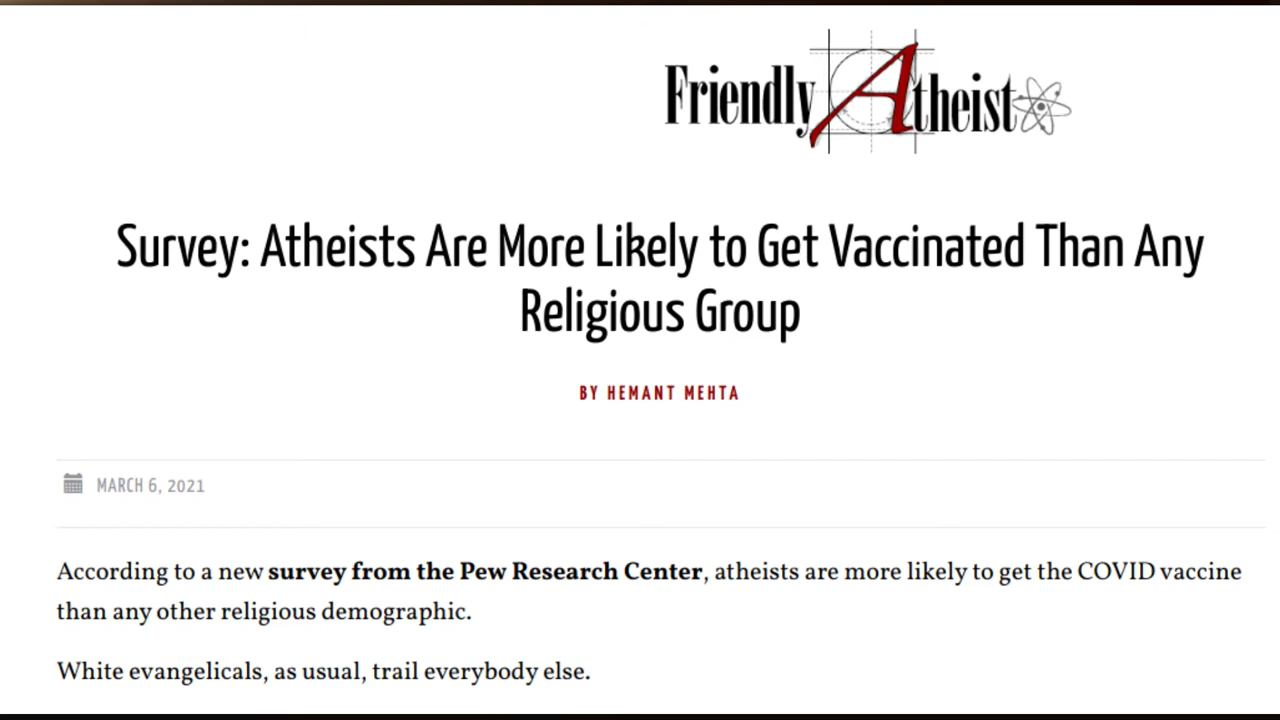 Friendly Atheist
Survey: Atheists Are More Likely to Get Vaccinated Than Any
Religious Group
BY HEMANT MEHTA
MARCH 6, 2021
According to a new survey from the Pew Research Center, atheists are more likely to get the COVID vaccine
than any other religious demographic.
White evangelicals, as usual, trail everybody else.